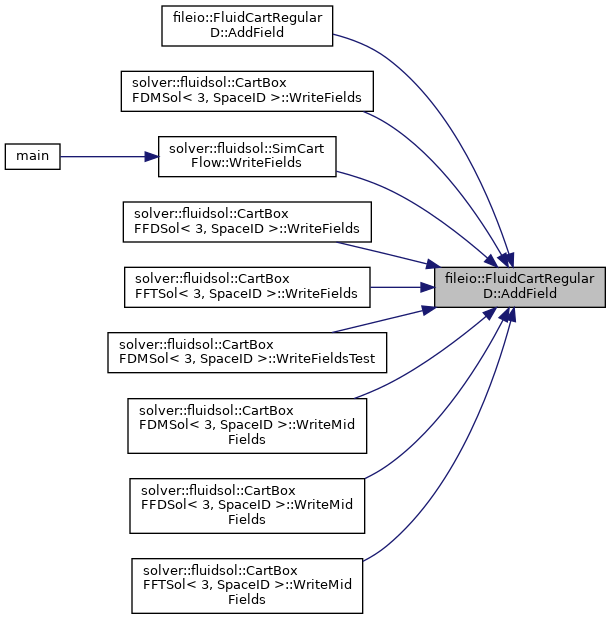 fileio::FluidCartRegular
D::AddField
solver::fluidsol::CartBox
FDMSol< 3, SpaceID >::WriteFields
main
solver::fluidsol::SimCart
Flow::WriteFields
solver::fluidsol::CartBox
FFDSol< 3, SpaceID >::WriteFields
fileio::FluidCartRegular
D::AddField
solver::fluidsol::CartBox
FFTSol< 3, SpaceID >::WriteFields
solver::fluidsol::CartBox
FDMSol< 3, SpaceID >::WriteFieldsTest
solver::fluidsol::CartBox
FDMSol< 3, SpaceID >::WriteMid
Fields
solver::fluidsol::CartBox
FFDSol< 3, SpaceID >::WriteMid
Fields
solver::fluidsol::CartBox
FFTSol< 3, SpaceID >::WriteMid
Fields